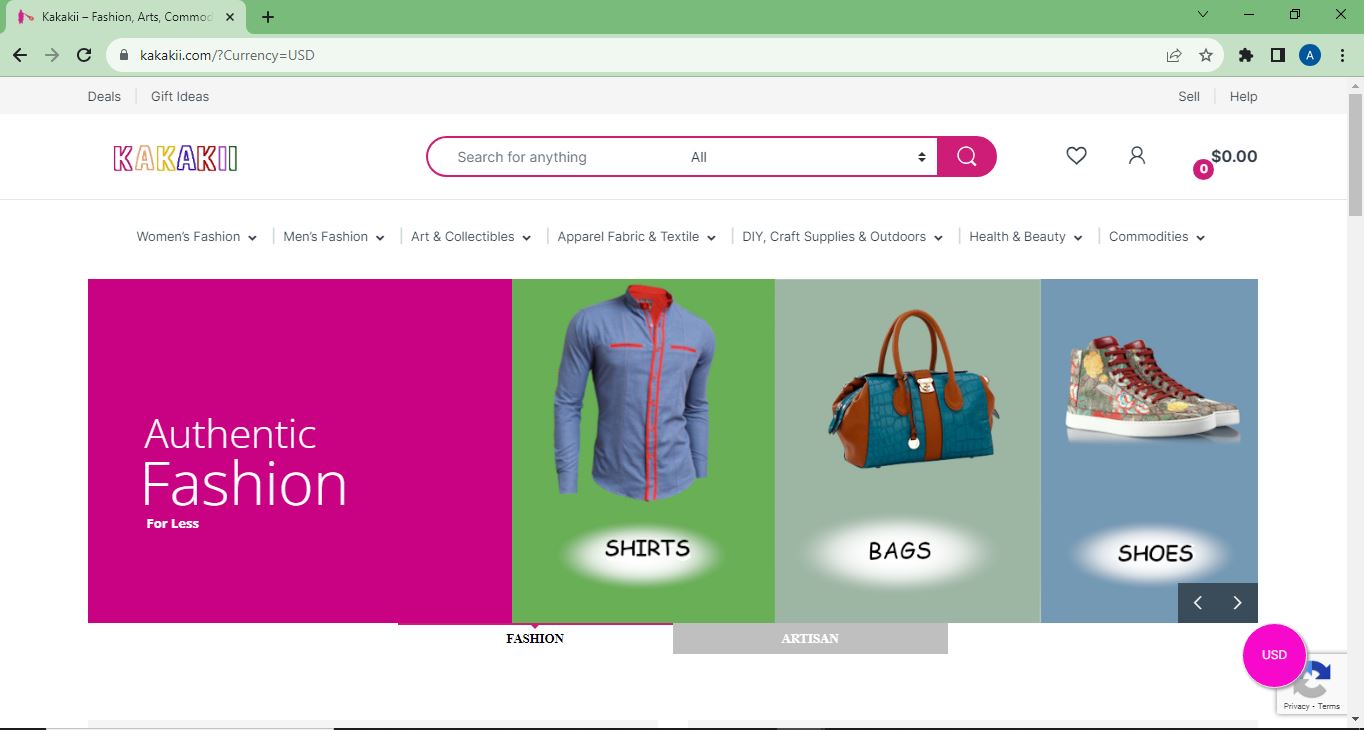 Kakakii – Fashion, Arts, Commod
kakakii.com/?Currency=USD
A
Deals
Gift Ideas
Sell
Help
KAKAKII
Search for anything
All
0
$0.00
Women's Fashion
Men's Fashion
Art & Collectibles
Apparel Fabric & Textile
DIY, Craft Supplies & Outdoors
Health & Beauty
Commodities
Authentic
Fashion
For Less
SHIRTS
BAGS
SHOES
FASHION
ARTISAN
USD
Privacy - Terms